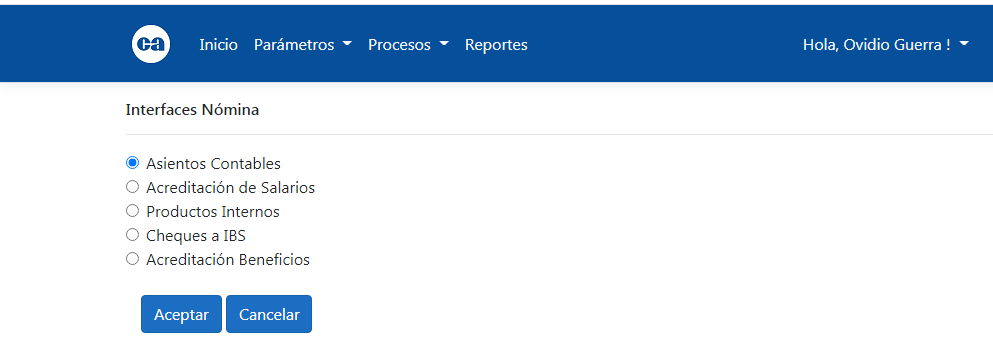 ca Inicio Parámetros Procesos Reportes Hola, Ovidio Guerra !
Interfaces Nómina
Asientos Contables
Acreditación de Salarios
Productos Internos
Cheques a IBS
Acreditación Beneficios
Aceptar Cancelar